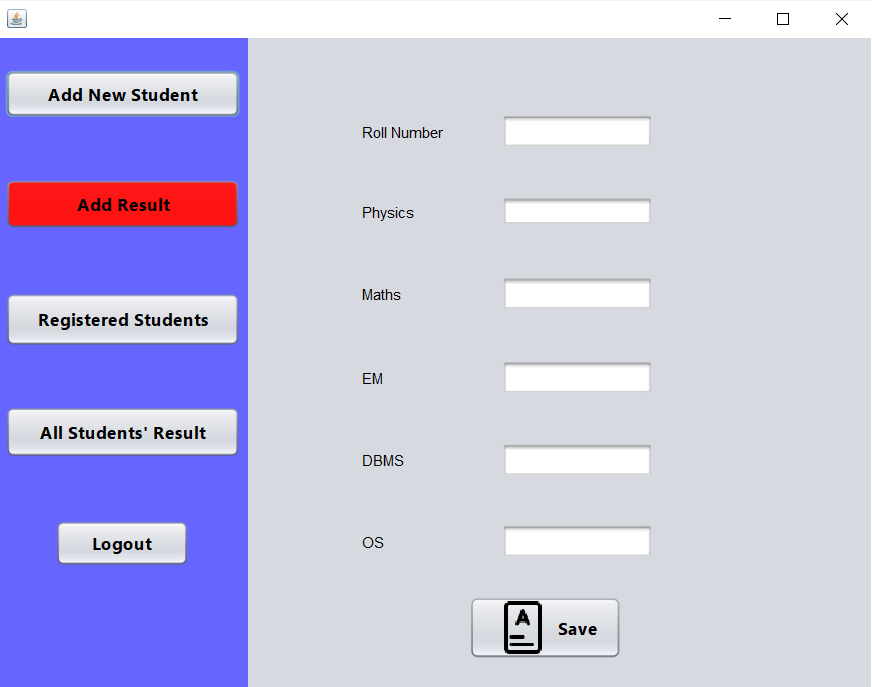 Add New Student
Add Result
Registered Students
All Students' Result
Logout
Roll Number
Physics
Maths
EM
DBMS
OS
A
Save